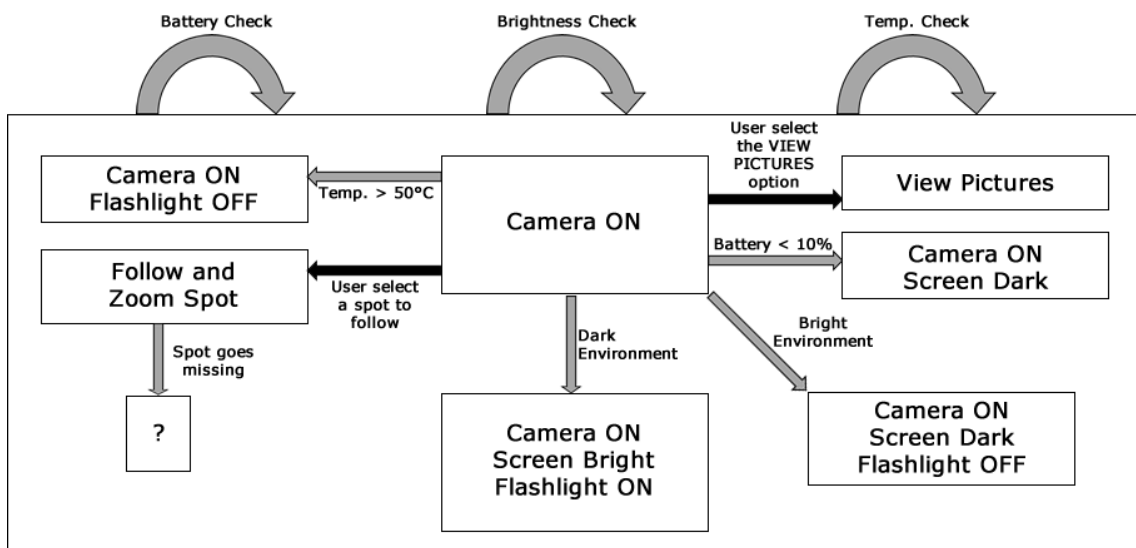 Battery Check
Brightness Check
Temp. Check
Camera ON
Flashlight OFF
Temp. > 50°C
Camera ON
User select
the VIEW
PICTURES
option
View Pictures
Follow and
Zoom Spot
User select
a spot to
follow
Battery < 10%
Camera ON
Screen Dark
Spot goes
missing
?
Dark
Environment
Bright
Environment
Camera ON
Screen Bright
Flashlight ON
Camera ON
Screen Dark
Flashlight OFF